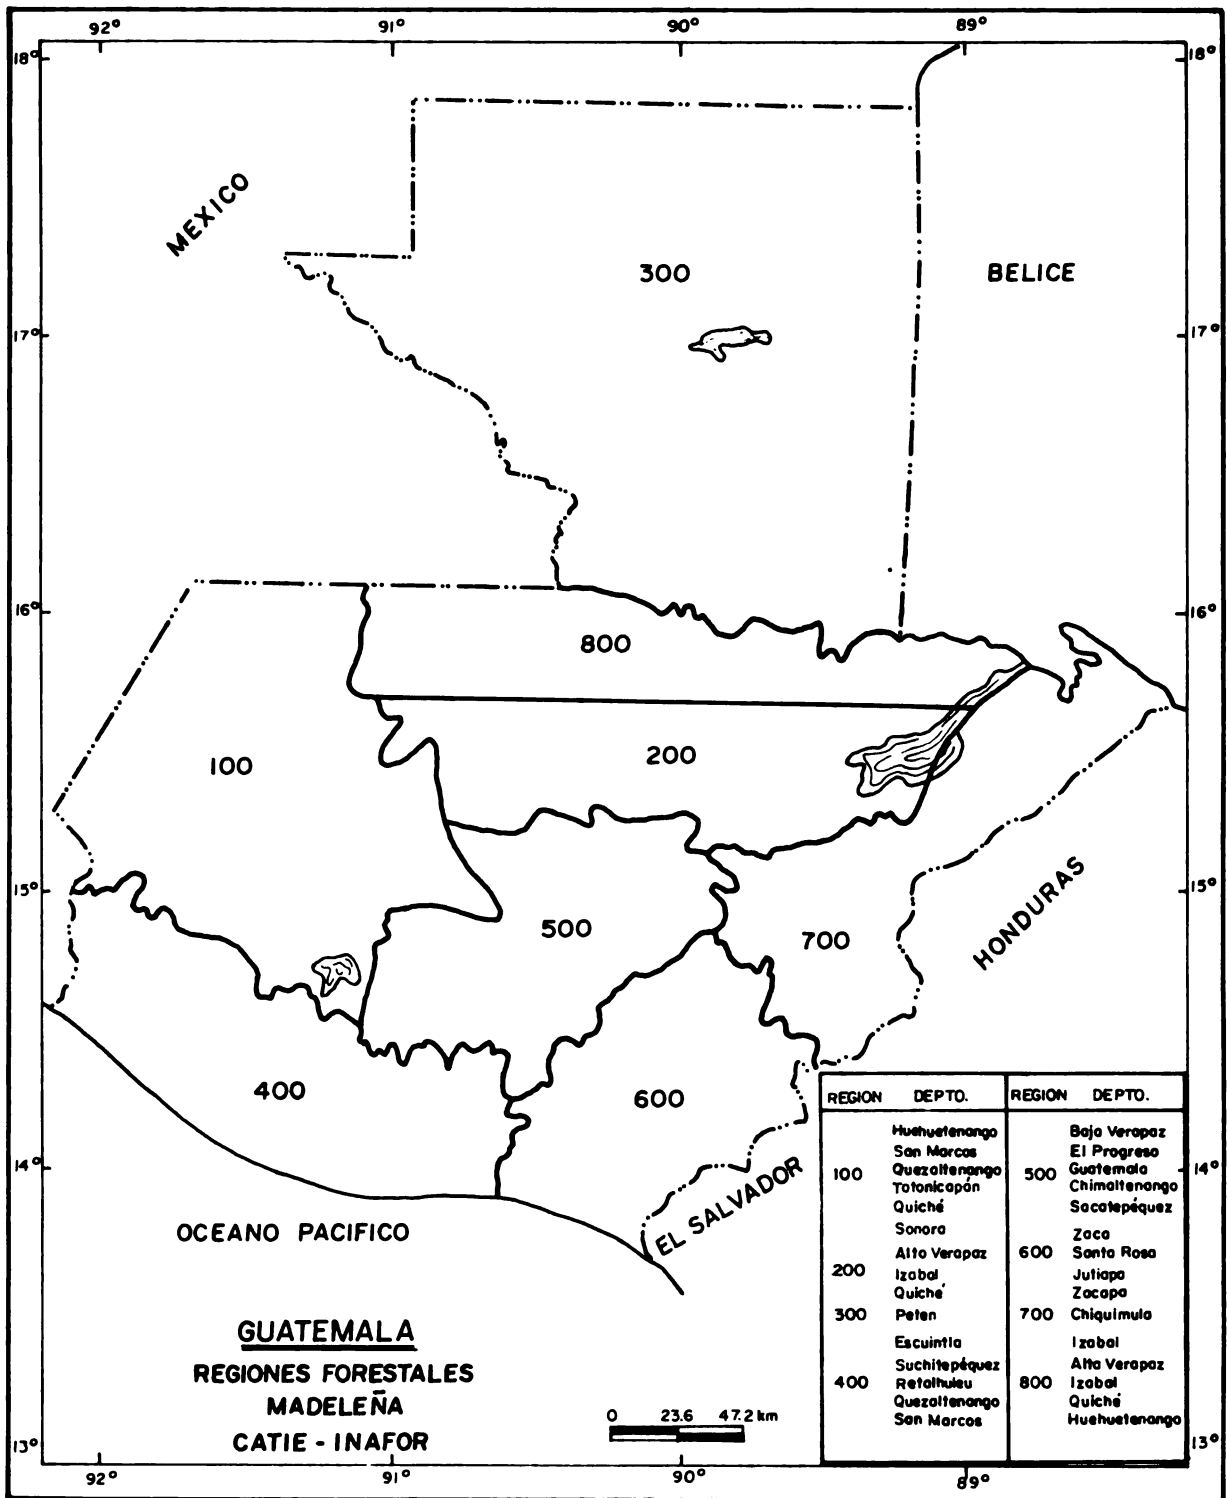 92° 91° 90° 89°
18° 18°
MEXICO
300
BELICE
17° 17°
16° 16°
800
100
200
15° 15°
500
700
HONDURAS
400
600
14° 14°
EL SALVADOR
OCEANO PACIFICO
GUATEMALA
REGIONES FORESTALES
MADELEÑA
CATIE - INAFOR
0 23.6 47.2 km
13° 13°
92° 91° 90° 89°
REGION DEPTO. REGION DEPTO.
Huehuetenango
San Marcos
100 Quezaltenango
Totonicapán
Quiché
Sonora
Alto Verapaz
200 Izabal
Quiché
300 Peten
Escuintla
Suchitepéquez
400 Retalhuleu
Quezaltenango
San Marcos
Baja Verapaz
El Progreso
500 Guatemala
Chimaltenango
Sacatepéquez
Zaca
600 Santa Rosa
Jutiapa
Zacapa
700 Chiquimula
Izabal
Alta Verapaz
800 Izabal
Quiché
Huehuetenango